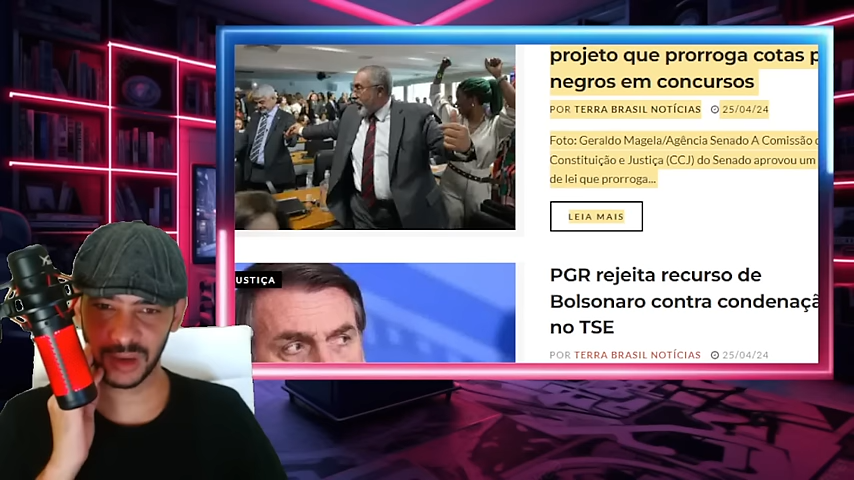 projeto que prorroga cotas p
negros em concursos
POR TERRA BRASIL NOTÍCIAS 25/04/24
Foto: Geraldo Magela/Agência Senado A Comissão
Constituição e Justiça (CCJ) do Senado aprovou um
de lei que prorroga...
LEIA MAIS
USTIÇA
PGR rejeita recurso de
Bolsonaro contra condenaçã
no TSE
POR TERRA BRASIL NOTÍCIAS 25/04/24